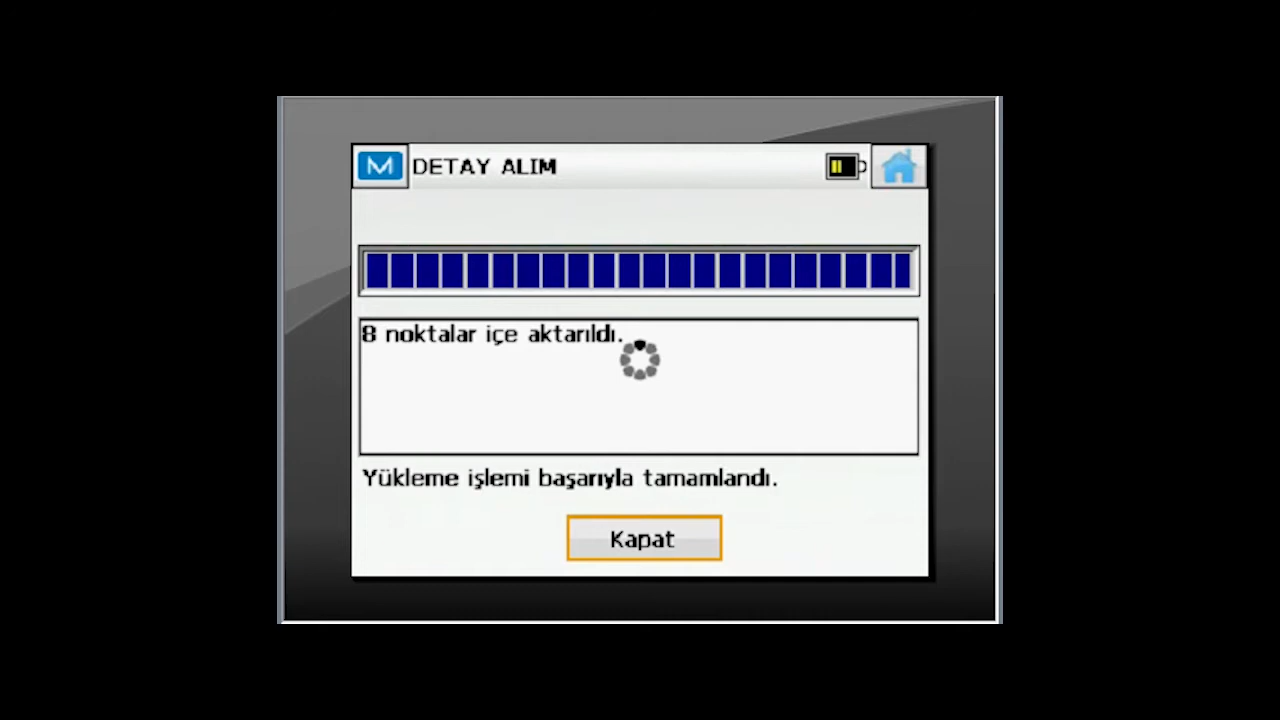 M DETAY ALIM
8 noktalar içe aktarıldı.
Yükleme işlemi başarıyla tamamlandı.
Kapat